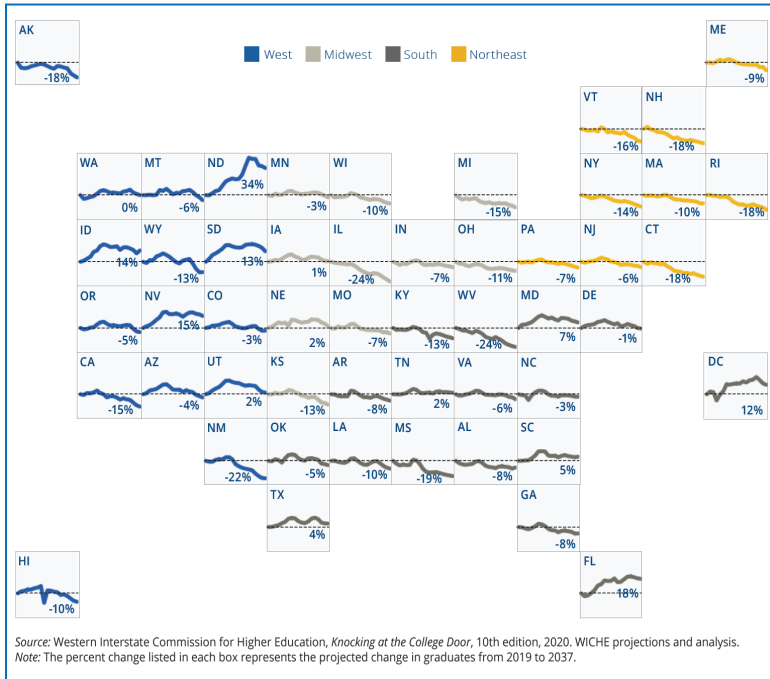 AK
-18%
West Midwest South Northeast
ME
-9%
VT
-16%
NH
-18%
WA
0%
MT
-6%
ND
34%
MN
-3%
WI
-10%
MI
-15%
NY
-14%
MA
-10%
RI
-18%
ID
14%
WY
-13%
SD
13%
IA
1%
IL
-24%
IN
-7%
OH
-11%
PA
-7%
NJ
-6%
CT
-18%
OR
-5%
NV
15%
CO
-3%
NE
2%
MO
-7%
KY
-13%
WV
-24%
MD
7%
DE
-1%
CA
-15%
AZ
-4%
UT
2%
KS
-13%
AR
-8%
TN
2%
VA
-6%
NC
-3%
DC
12%
NM
-22%
OK
-5%
LA
-10%
MS
-19%
AL
-8%
SC
5%
TX
4%
GA
-8%
HI
-10%
FL
18%
Source: Western Interstate Commission for Higher Education, Knocking at the College Door, 10th edition, 2020. WICHE projections and analysis.
Note: The percent change listed in each box represents the projected change in graduates from 2019 to 2037.